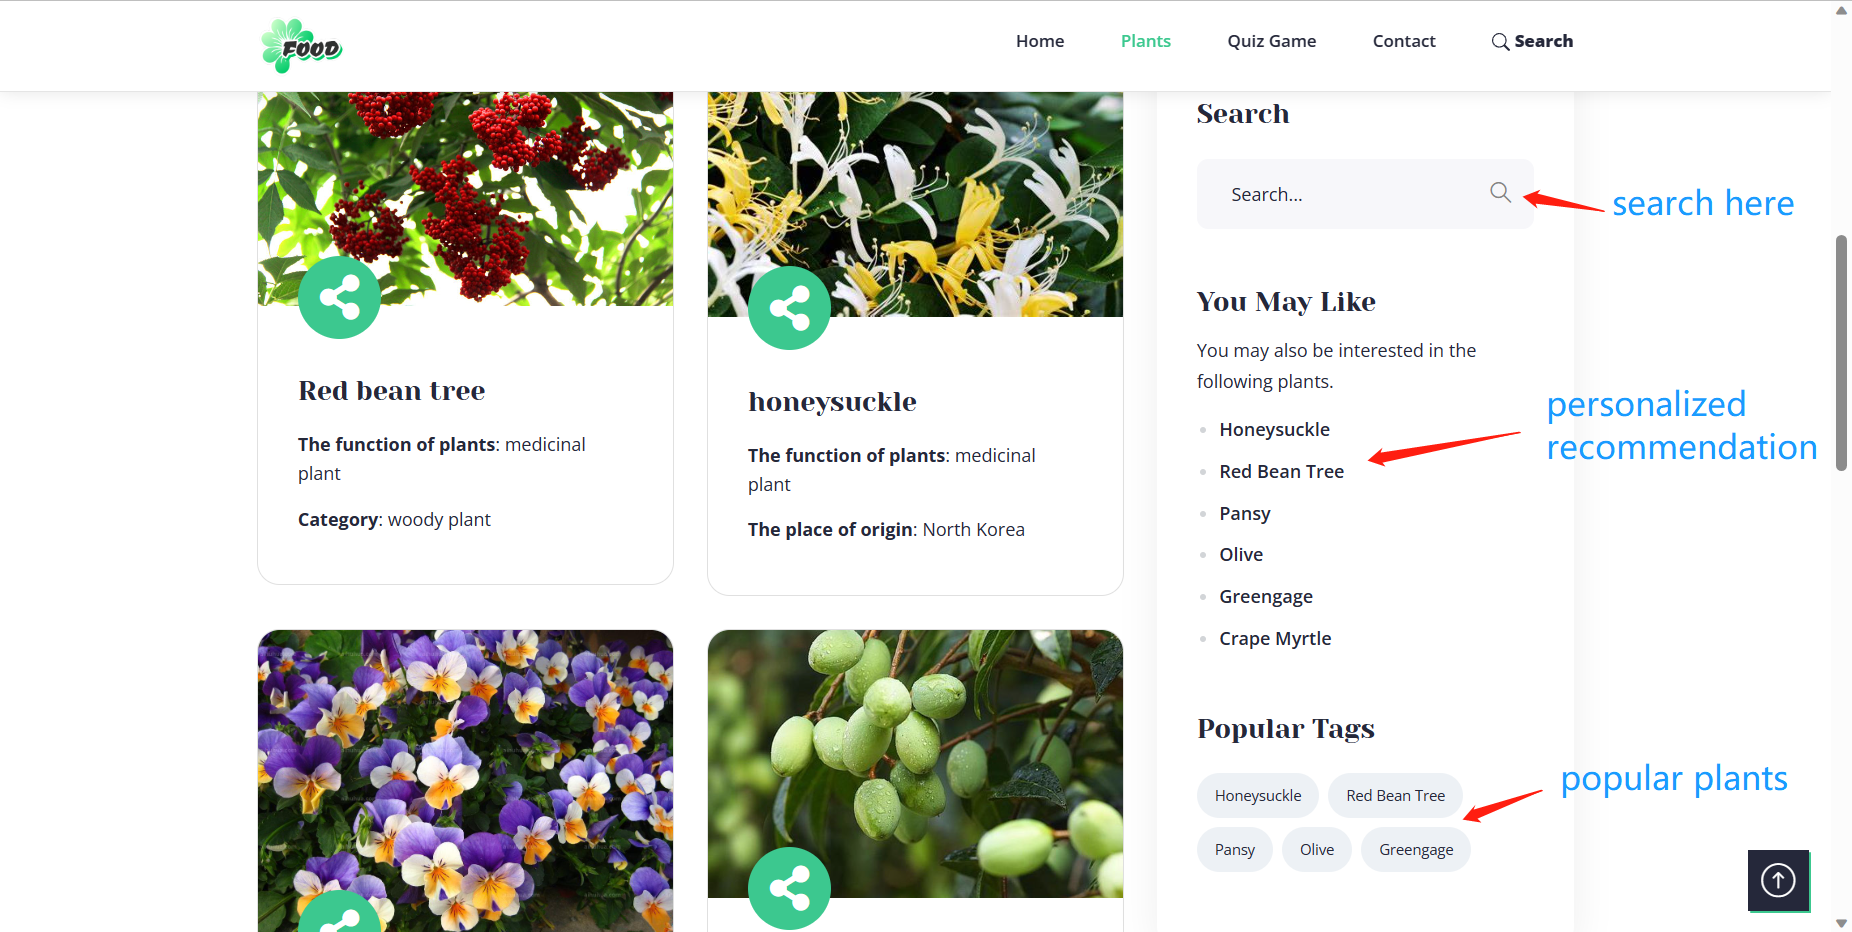 FOOD
Home
Plants
Quiz Game
Contact
Search
Red bean tree
The function of plants: medicinal
plant
Category: woody plant
honeysuckle
The function of plants: medicinal
plant
The place of origin: North Korea
Search
Search...
search here
You May Like
You may also be interested in the
following plants.
Honeysuckle
Red Bean Tree
Pansy
Olive
Greengage
Crape Myrtle
personalized
recommendation
Popular Tags
Honeysuckle
Red Bean Tree
Pansy
Olive
Greengage
popular plants